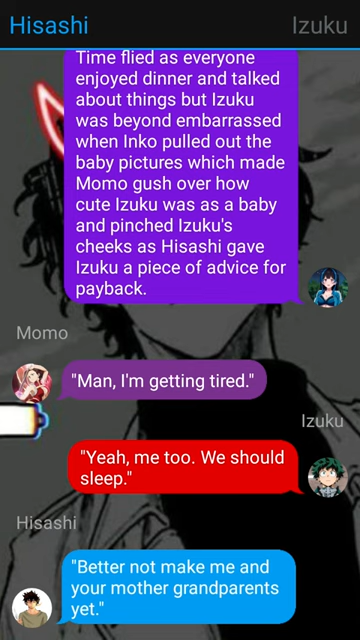 Hisashi Izuku
Time flied as everyone
enjoyed dinner and talked
about things but Izuku
was beyond embarrassed
when Inko pulled out the
baby pictures which made
Momo gush over how
cute Izuku was as a baby
and pinched Izuku's
cheeks as Hisashi gave
Izuku a piece of advice for
payback.
Momo
"Man, I'm getting tired."
Izuku
"Yeah, me too. We should
sleep."
Hisashi
"Better not make me and
your mother grandparents
yet."